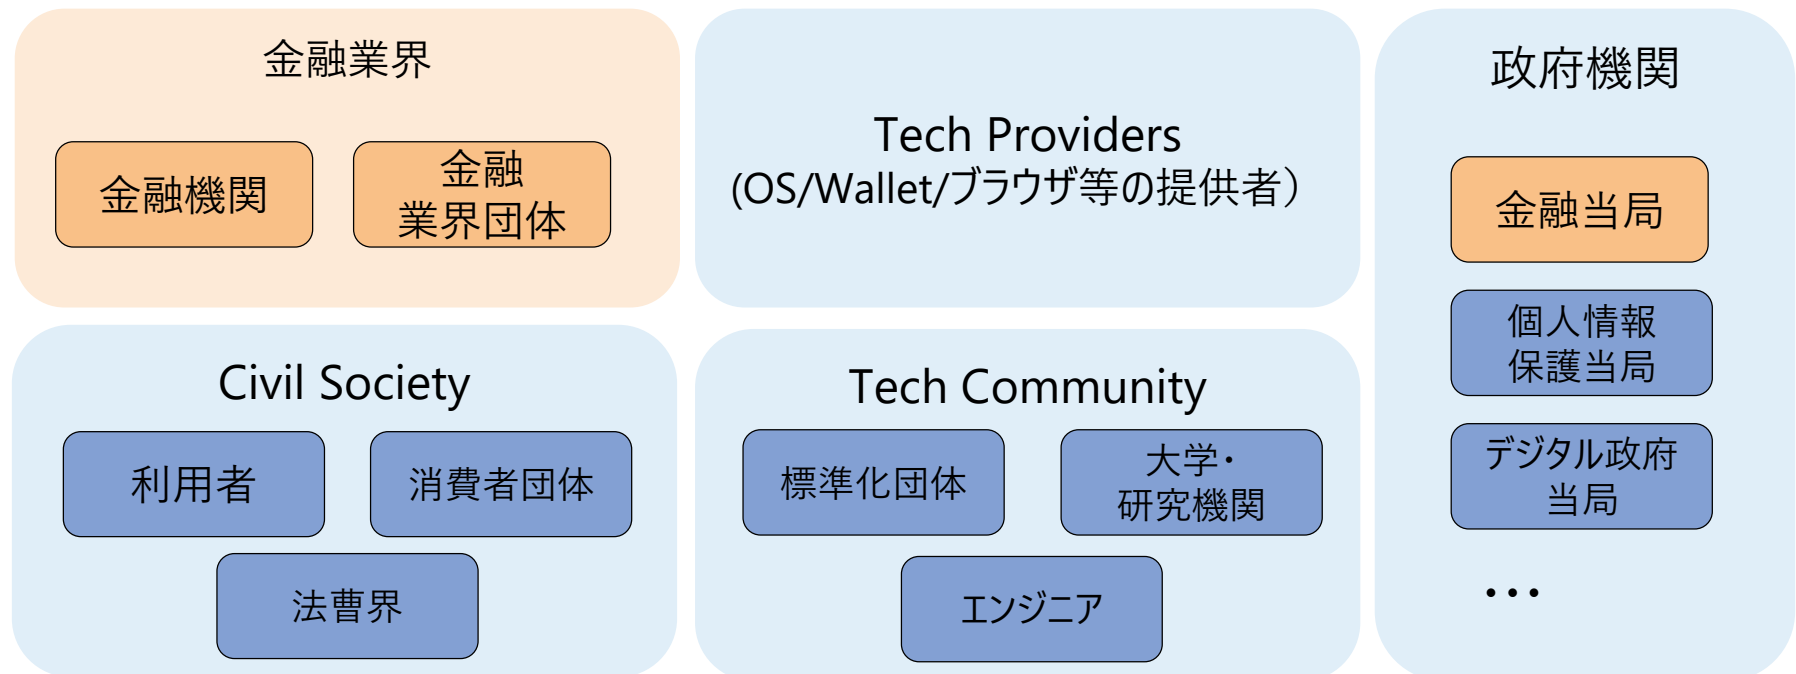 金融業界
金融機関
金融
業界団体
Tech Providers
(OS/Wallet/ブラウザ等の提供者）
政府機関
金融当局
個人情報
保護当局
デジタル政府
当局
・・・
Civil Society
利用者
消費者団体
法曹界
Tech Community
標準化団体
大学・
研究機関
エンジニア